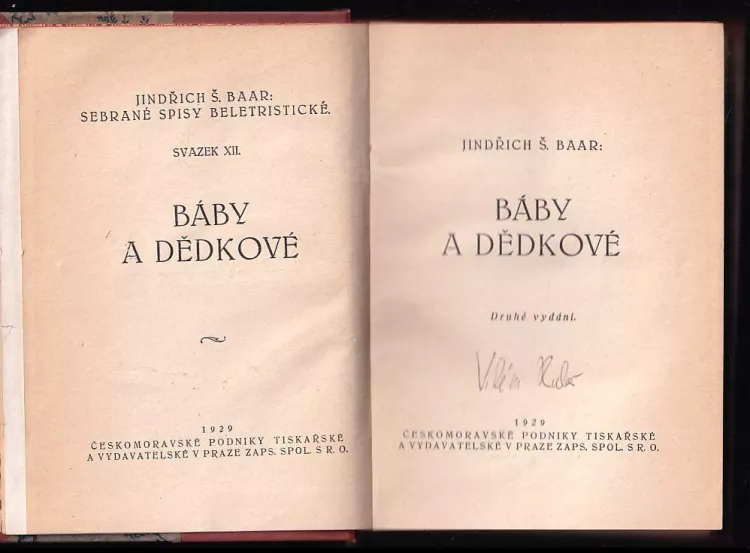 JINDŘICH Š. BAAR:
SEBRANÉ SPISY BELETRISTICKÉ.
SVAZEK XII.
BÁBY
A DĚDKOVÉ
1929
ČESKOMORAVSKÉ PODNIKY TISKAŘSKÉ
A VYDAVATELSKÉ V PRAZE ZAPS. SPOL. S R. O.
JINDŘICH Š. BAAR:
BÁBY
A DĚDKOVÉ
Druhé vydání.
Vilém
1929
ČESKOMORAVSKÉ PODNIKY TISKAŘSKÉ
A VYDAVATELSKÉ V PRAZE ZAPS. SPOL. S R. O.